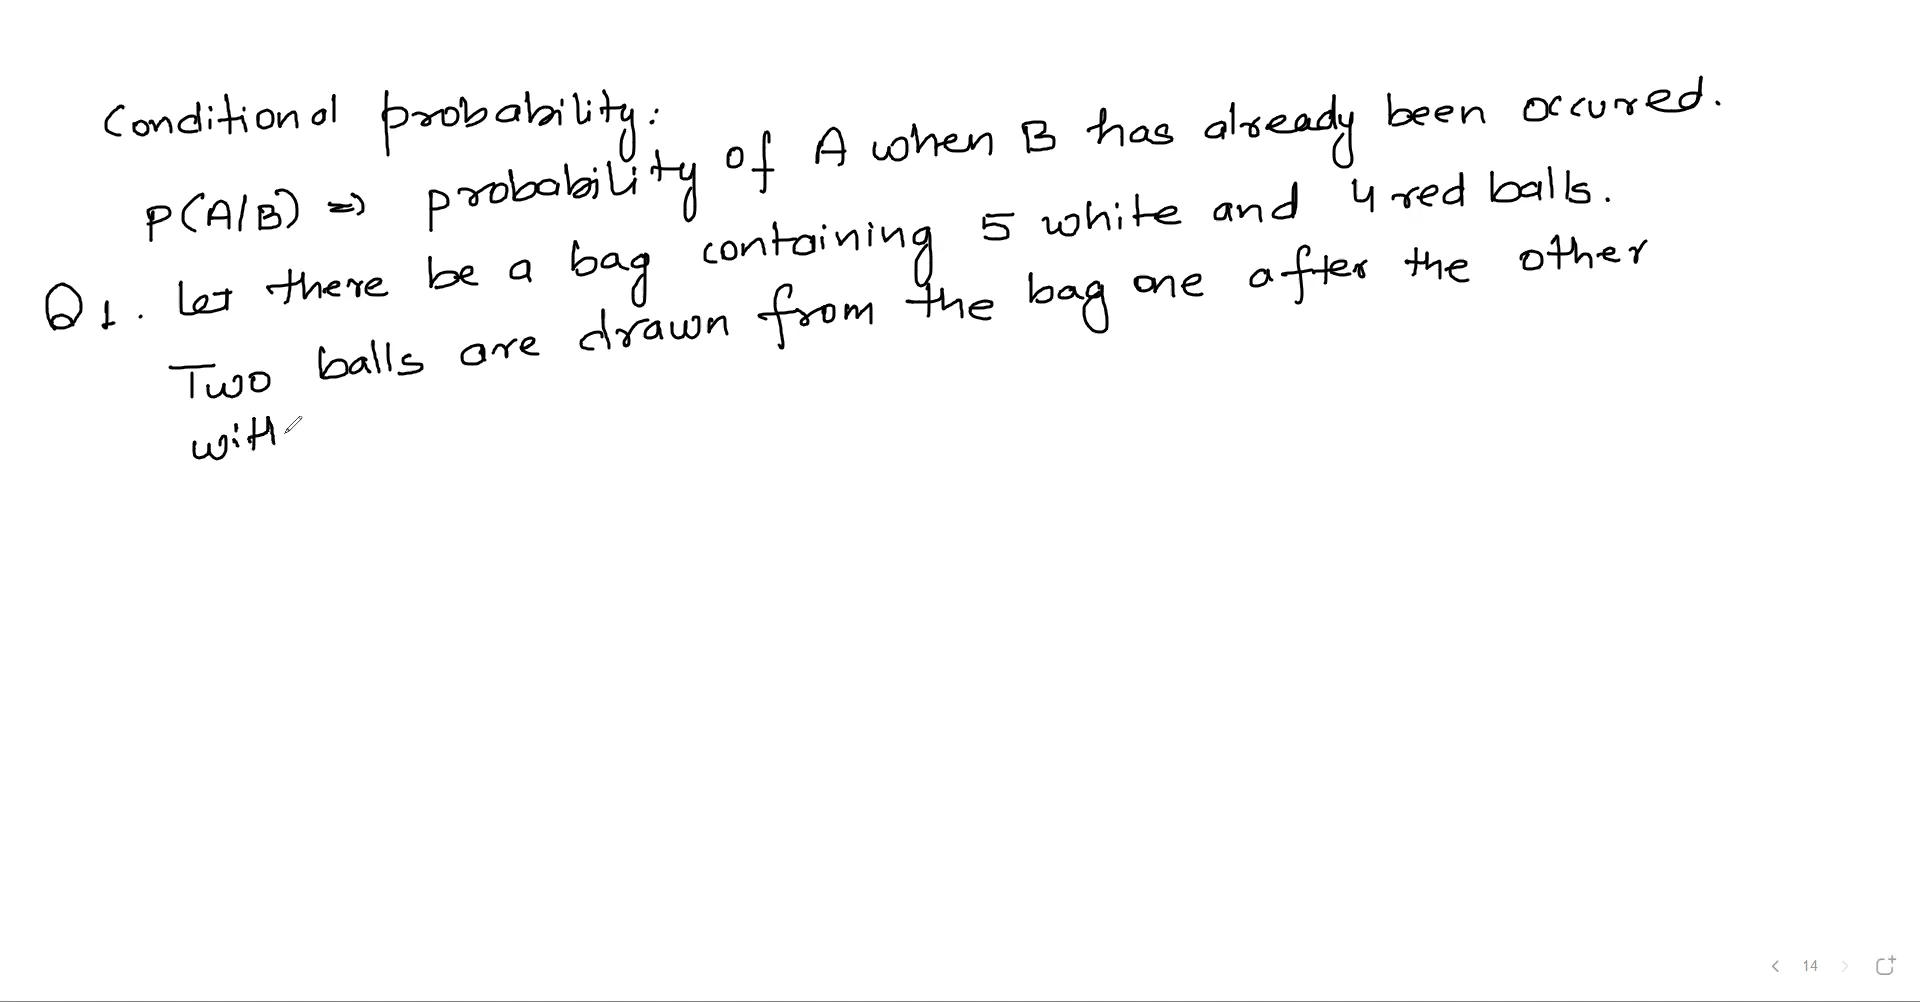 Conditional probability:
P(A/B) => probability of A when B has already been occured.
Q1. Let there be a bag containing 5 white and 4 red balls.
Two balls are drawn from the bag one after the other
with
14